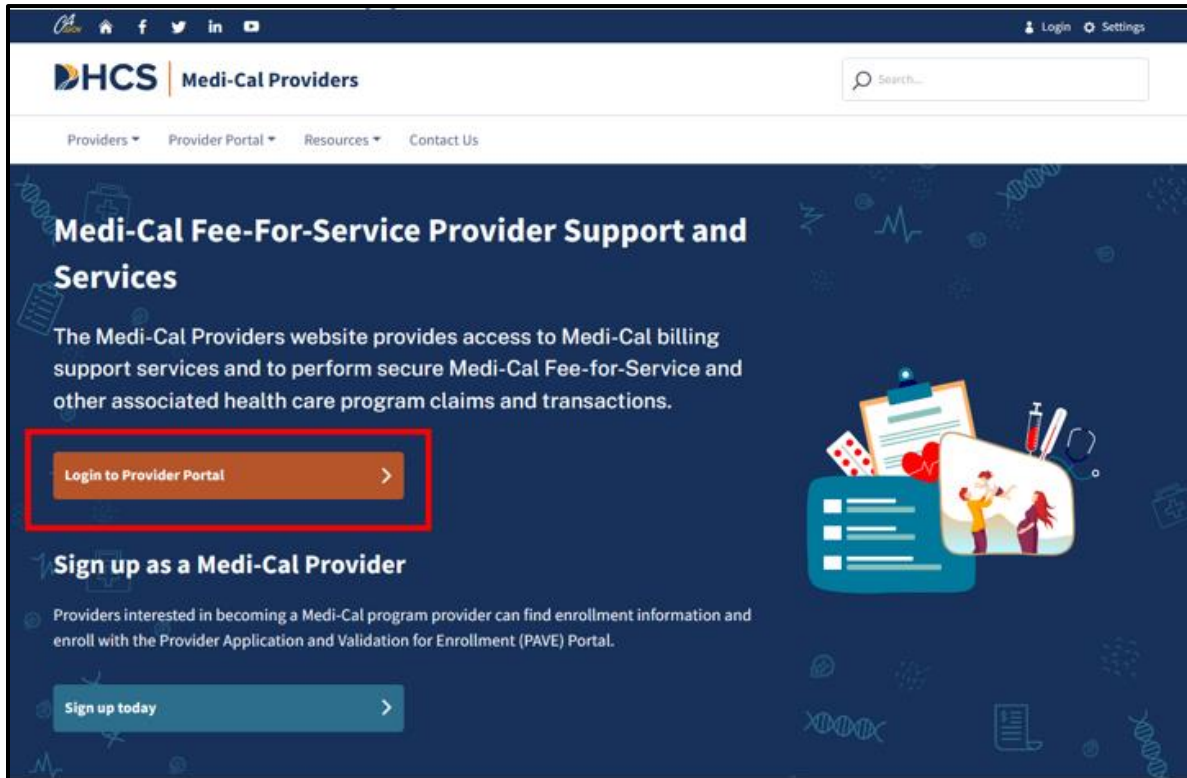 CA
.GOV
Login
Settings
DHCS
Medi-Cal Providers
Search...
Providers
Provider Portal
Resources
Contact Us
Medi-Cal Fee-For-Service Provider Support and
Services
The Medi-Cal Providers website provides access to Medi-Cal billing
support services and to perform secure Medi-Cal Fee-for-Service and
other associated health care program claims and transactions.
Login to Provider Portal
Sign up as a Medi-Cal Provider
Providers interested in becoming a Medi-Cal program provider can find enrollment information and
enroll with the Provider Application and Validation for Enrollment (PAVE) Portal.
Sign up today